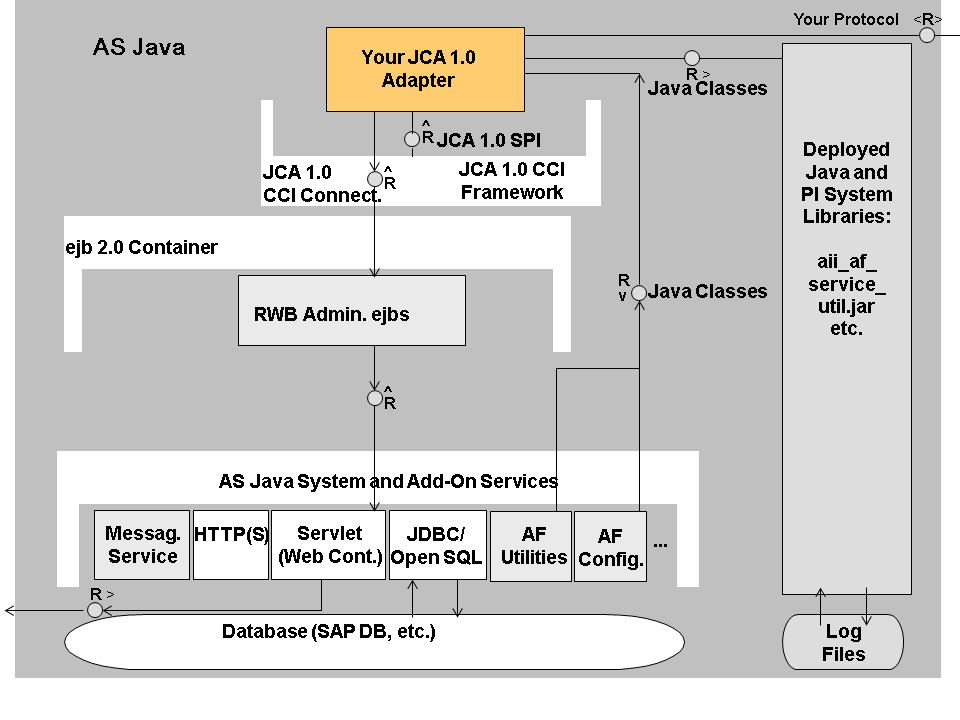 Your Protocol <R>
AS Java
Your JCA 1.0
Adapter
R >
Java Classes
^
R
JCA 1.0 SPI
JCA 1.0
CCI Connect.
^
R
JCA 1.0 CCI
Framework
Deployed
Java and
PI System
Libraries:
aii_af_
service_
util.jar
etc.
ejb 2.0 Container
R
v
Java Classes
RWB Admin. ejbs
^
R
AS Java System and Add-On Services
Messag.
Service
HTTP(S)
Servlet
(Web Cont.)
JDBC/
Open SQL
AF
Utilities
AF
Config.
...
R >
Database (SAP DB, etc.)
Log
Files